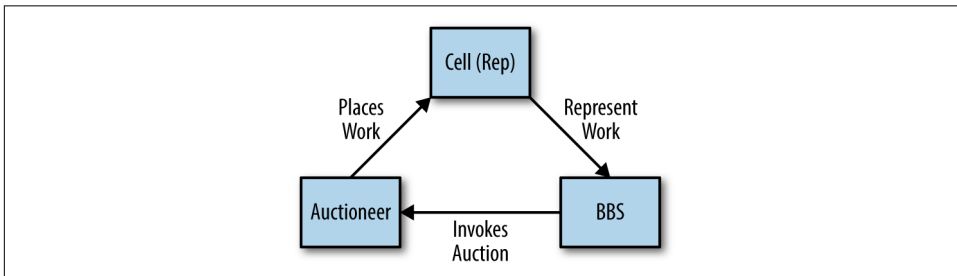 Cell (Rep)
Places
Work
Represent
Work
Auctioneer
BBS
Invokes
Auction